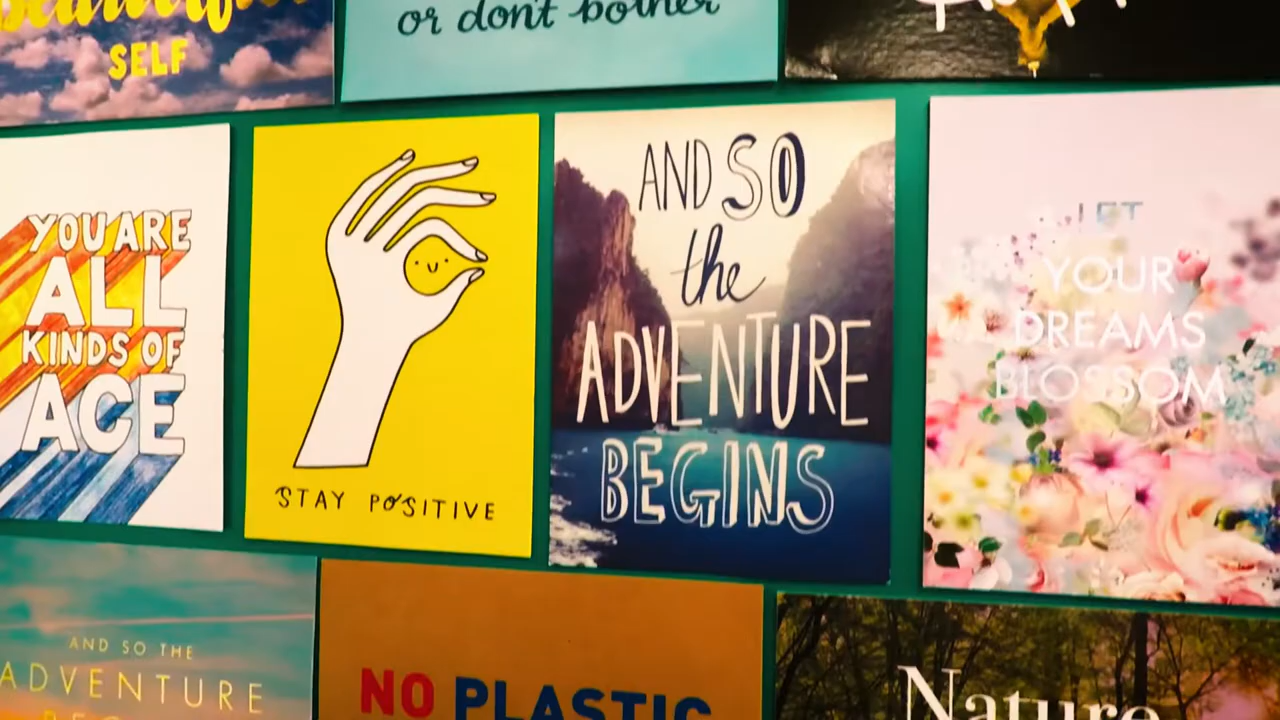 SELF
or don't bother
YOU ARE
ALL
KINDS OF
ACE
STAY POSITIVE
AND SO
the
ADVENTURE
BEGINS
LET
YOUR
DREAMS
BLOSSOM
AND SO THE
ADVENTURE
NO PLASTIC
Nature